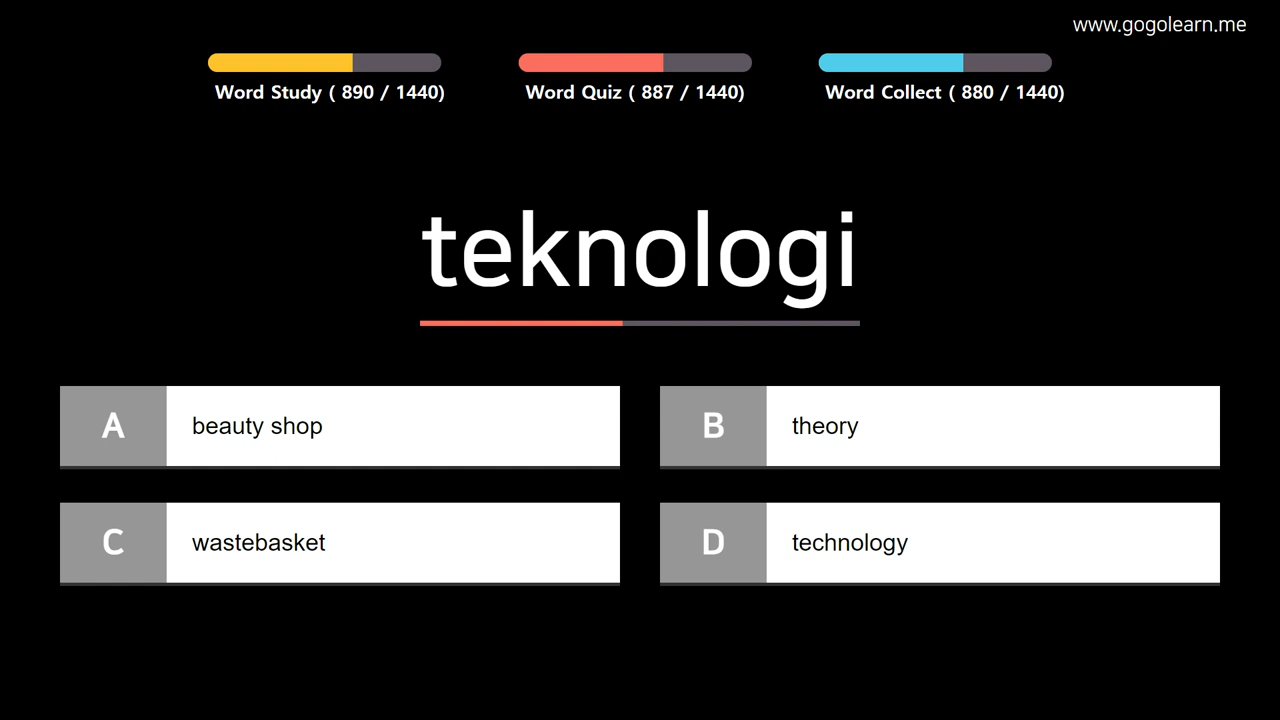 www.gogolearn.me
Word Study ( 890 / 1440)
Word Quiz ( 887 / 1440)
Word Collect ( 880 / 1440)
teknologi
A beauty shop
B theory
C wastebasket
D technology